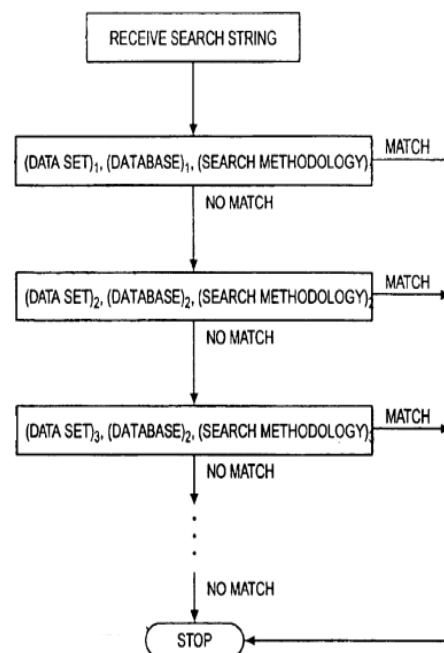 RECEIVE SEARCH STRING
(DATA SET)1, (DATABASE)1, (SEARCH METHODOLOGY)
MATCH
NO MATCH
(DATA SET)2, (DATABASE)2, (SEARCH METHODOLOGY)2
MATCH
NO MATCH
(DATA SET)3, (DATABASE)2, (SEARCH METHODOLOGY)3
MATCH
NO MATCH
NO MATCH
STOP